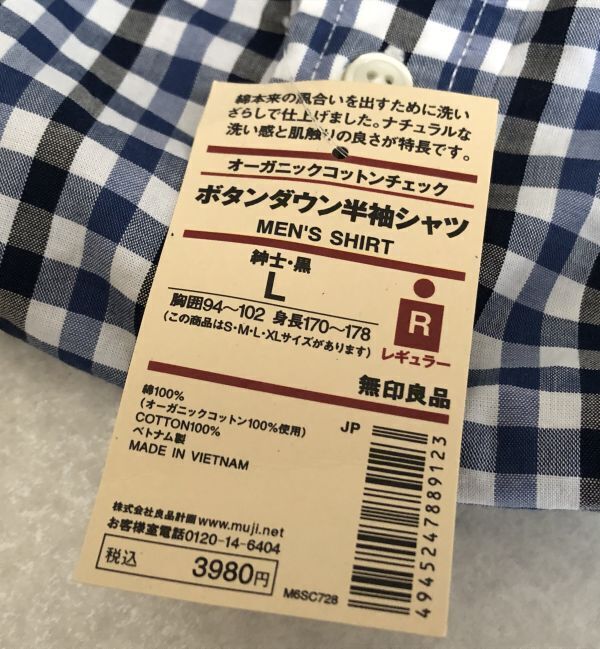 綿本来の風合いを出すために洗い
ざらしで仕上げました。ナチュラルな
洗い感と肌触りの良さが特長です。
オーガニックコットンチェック
ボタンダウン半袖シャツ
MEN'S SHIRT
紳士・黒
L
胸囲94～102 身長170～178
(この商品はS・M・L・XLサイズがあります)
R
レギュラー
無印良品
綿100%
(オーガニックコットン100%使用)
COTTON100%
ベトナム製
MADE IN VIETNAM
JP
4945247889123
株式会社良品計画 www.muji.net
お客様室電話0120-14-6404
税込 3980円
M6SC728